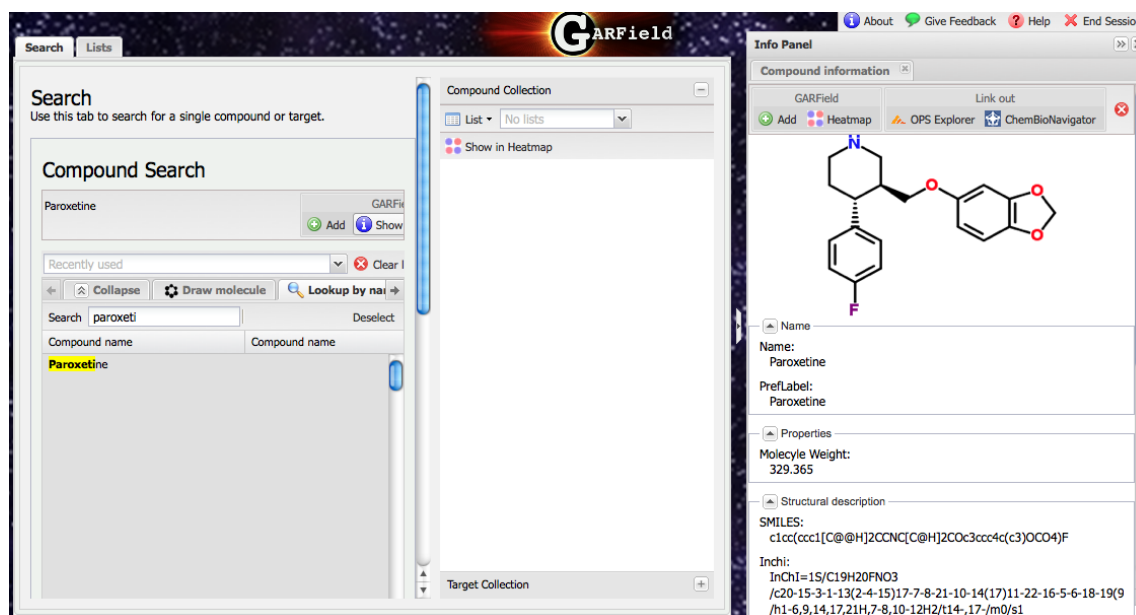 About Give Feedback Help End Sessio
GARField
Search Lists
Search
Use this tab to search for a single compound or target.
Compound Search
Paroxetine
GARFie
Add Show
Recently used
Clear l
Collapse Draw molecule Lookup by nai
Search paroxeti Deselect
Compound name Compound name
Paroxetine
Compound Collection
List No lists
Show in Heatmap
Target Collection
Info Panel
Compound information
GARField Link out
Add Heatmap OPS Explorer ChemBioNavigator
N
O
O
O
F
Name
Name:
Paroxetine
PrefLabel:
Paroxetine
Properties
Molecyle Weight:
329.365
Structural description
SMILES:
c1cc(ccc1[C@@H]2CCNC[C@H]2COc3ccc4c(c3)OCO4)F
Inchi:
InChI=1S/C19H20FNO3
/c20-15-3-1-13(2-4-15)17-7-8-21-10-14(17)11-22-16-5-6-18-19(9
/h1-6,9,14,17,21H,7-8,10-12H2/t14-,17-/m0/s1